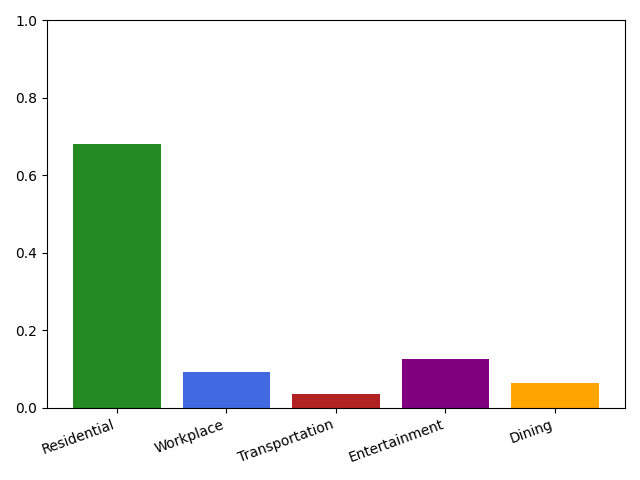 1.0
0.8
0.6
0.4
0.2
0.0
Residential
Workplace
Transportation
Entertainment
Dining